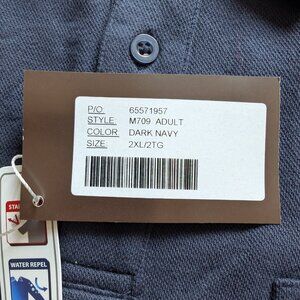 P/O: 65571957
STYLE: M709 ADULT
COLOR: DARK NAVY
SIZE: 2XL/2TG
WATER REPEL